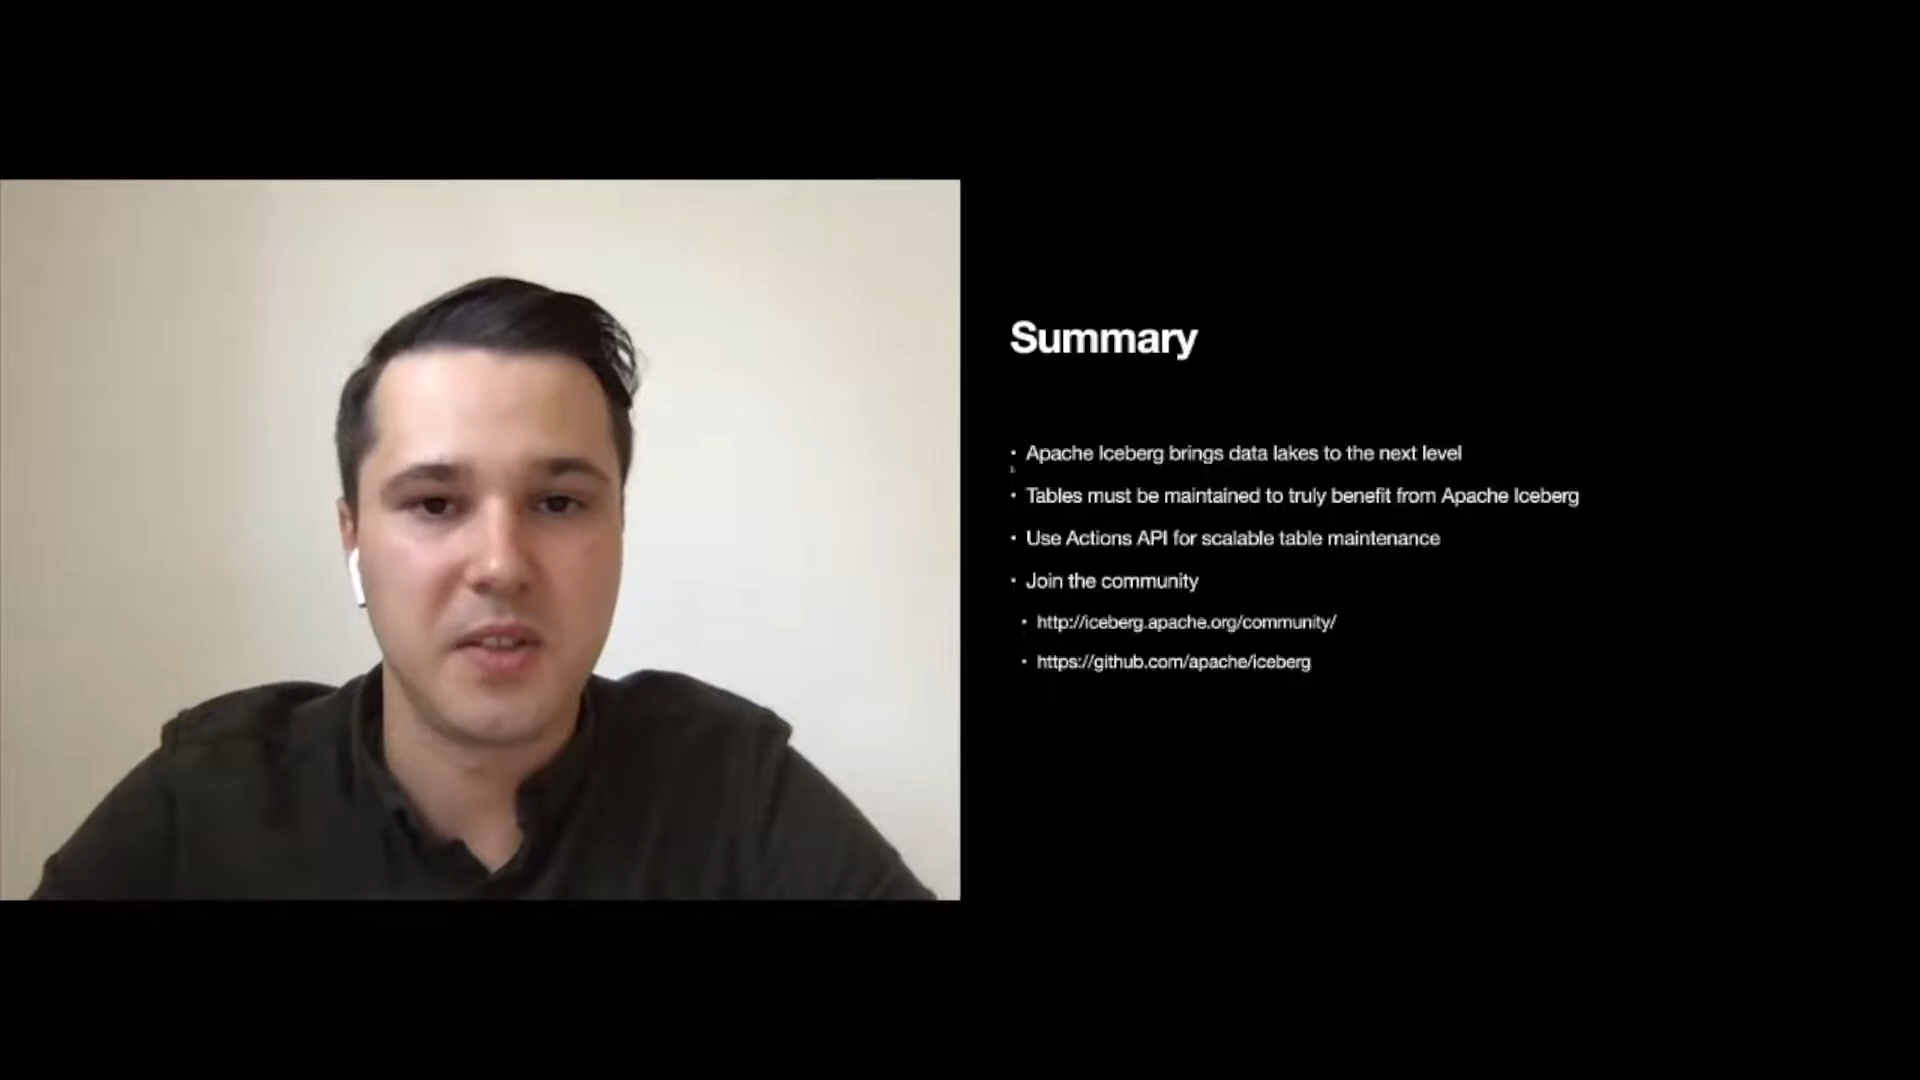 Summary
• Apache Iceberg brings data lakes to the next level
• Tables must be maintained to truly benefit from Apache Iceberg
• Use Actions API for scalable table maintenance
• Join the community
• http://iceberg.apache.org/community/
• https://github.com/apache/iceberg